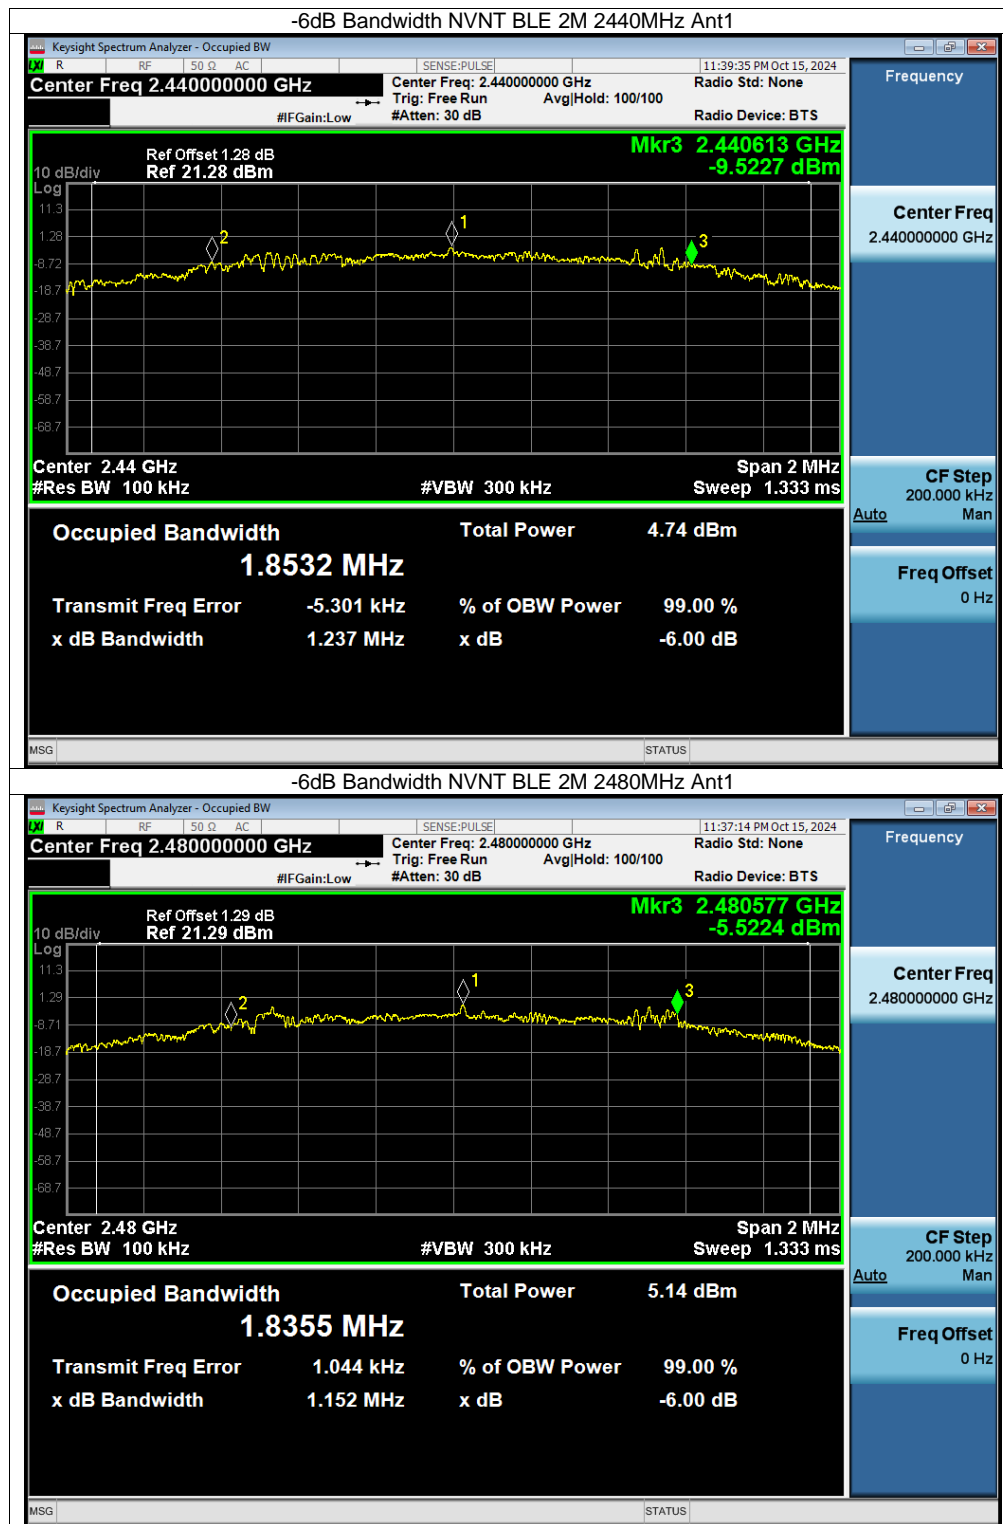 -6dB Bandwidth NVNT BLE 2M 2440MHz Ant1
Keysight Spectrum Analyzer - Occupied BW
LXI R RF 50 Ω AC SENSE:PULSE 11:39:35 PM Oct 15, 2024
Center Freq 2.440000000 GHz
Center Freq: 2.440000000 GHz
Radio Std: None
Trig: Free Run Avg|Hold: 100/100
#IFGain:Low #Atten: 30 dB Radio Device: BTS
Frequency
Mkr3 2.440613 GHz
-9.5227 dBm
Ref Offset 1.28 dB
10 dB/div Ref 21.28 dBm
Log
11.3
1.28
-8.72
-18.7
-28.7
-38.7
-48.7
-58.7
-68.7
2
1
3
Center 2.44 GHz Span 2 MHz
#Res BW 100 kHz #VBW 300 kHz Sweep 1.333 ms
Center Freq
2.440000000 GHz
CF Step
200.000 kHz
Auto Man
Freq Offset
0 Hz
Occupied Bandwidth Total Power 4.74 dBm
1.8532 MHz
Transmit Freq Error -5.301 kHz % of OBW Power 99.00 %
x dB Bandwidth 1.237 MHz x dB -6.00 dB
MSG STATUS
-6dB Bandwidth NVNT BLE 2M 2480MHz Ant1
Keysight Spectrum Analyzer - Occupied BW
LXI R RF 50 Ω AC SENSE:PULSE 11:37:14 PM Oct 15, 2024
Center Freq 2.480000000 GHz
Center Freq: 2.480000000 GHz
Radio Std: None
Trig: Free Run Avg|Hold: 100/100
#IFGain:Low #Atten: 30 dB Radio Device: BTS
Frequency
Mkr3 2.480577 GHz
-5.5224 dBm
Ref Offset 1.29 dB
10 dB/div Ref 21.29 dBm
Log
11.3
1.29
-8.71
-18.7
-28.7
-38.7
-48.7
-58.7
-68.7
2
1
3
Center 2.48 GHz Span 2 MHz
#Res BW 100 kHz #VBW 300 kHz Sweep 1.333 ms
Center Freq
2.480000000 GHz
CF Step
200.000 kHz
Auto Man
Freq Offset
0 Hz
Occupied Bandwidth Total Power 5.14 dBm
1.8355 MHz
Transmit Freq Error 1.044 kHz % of OBW Power 99.00 %
x dB Bandwidth 1.152 MHz x dB -6.00 dB
MSG STATUS